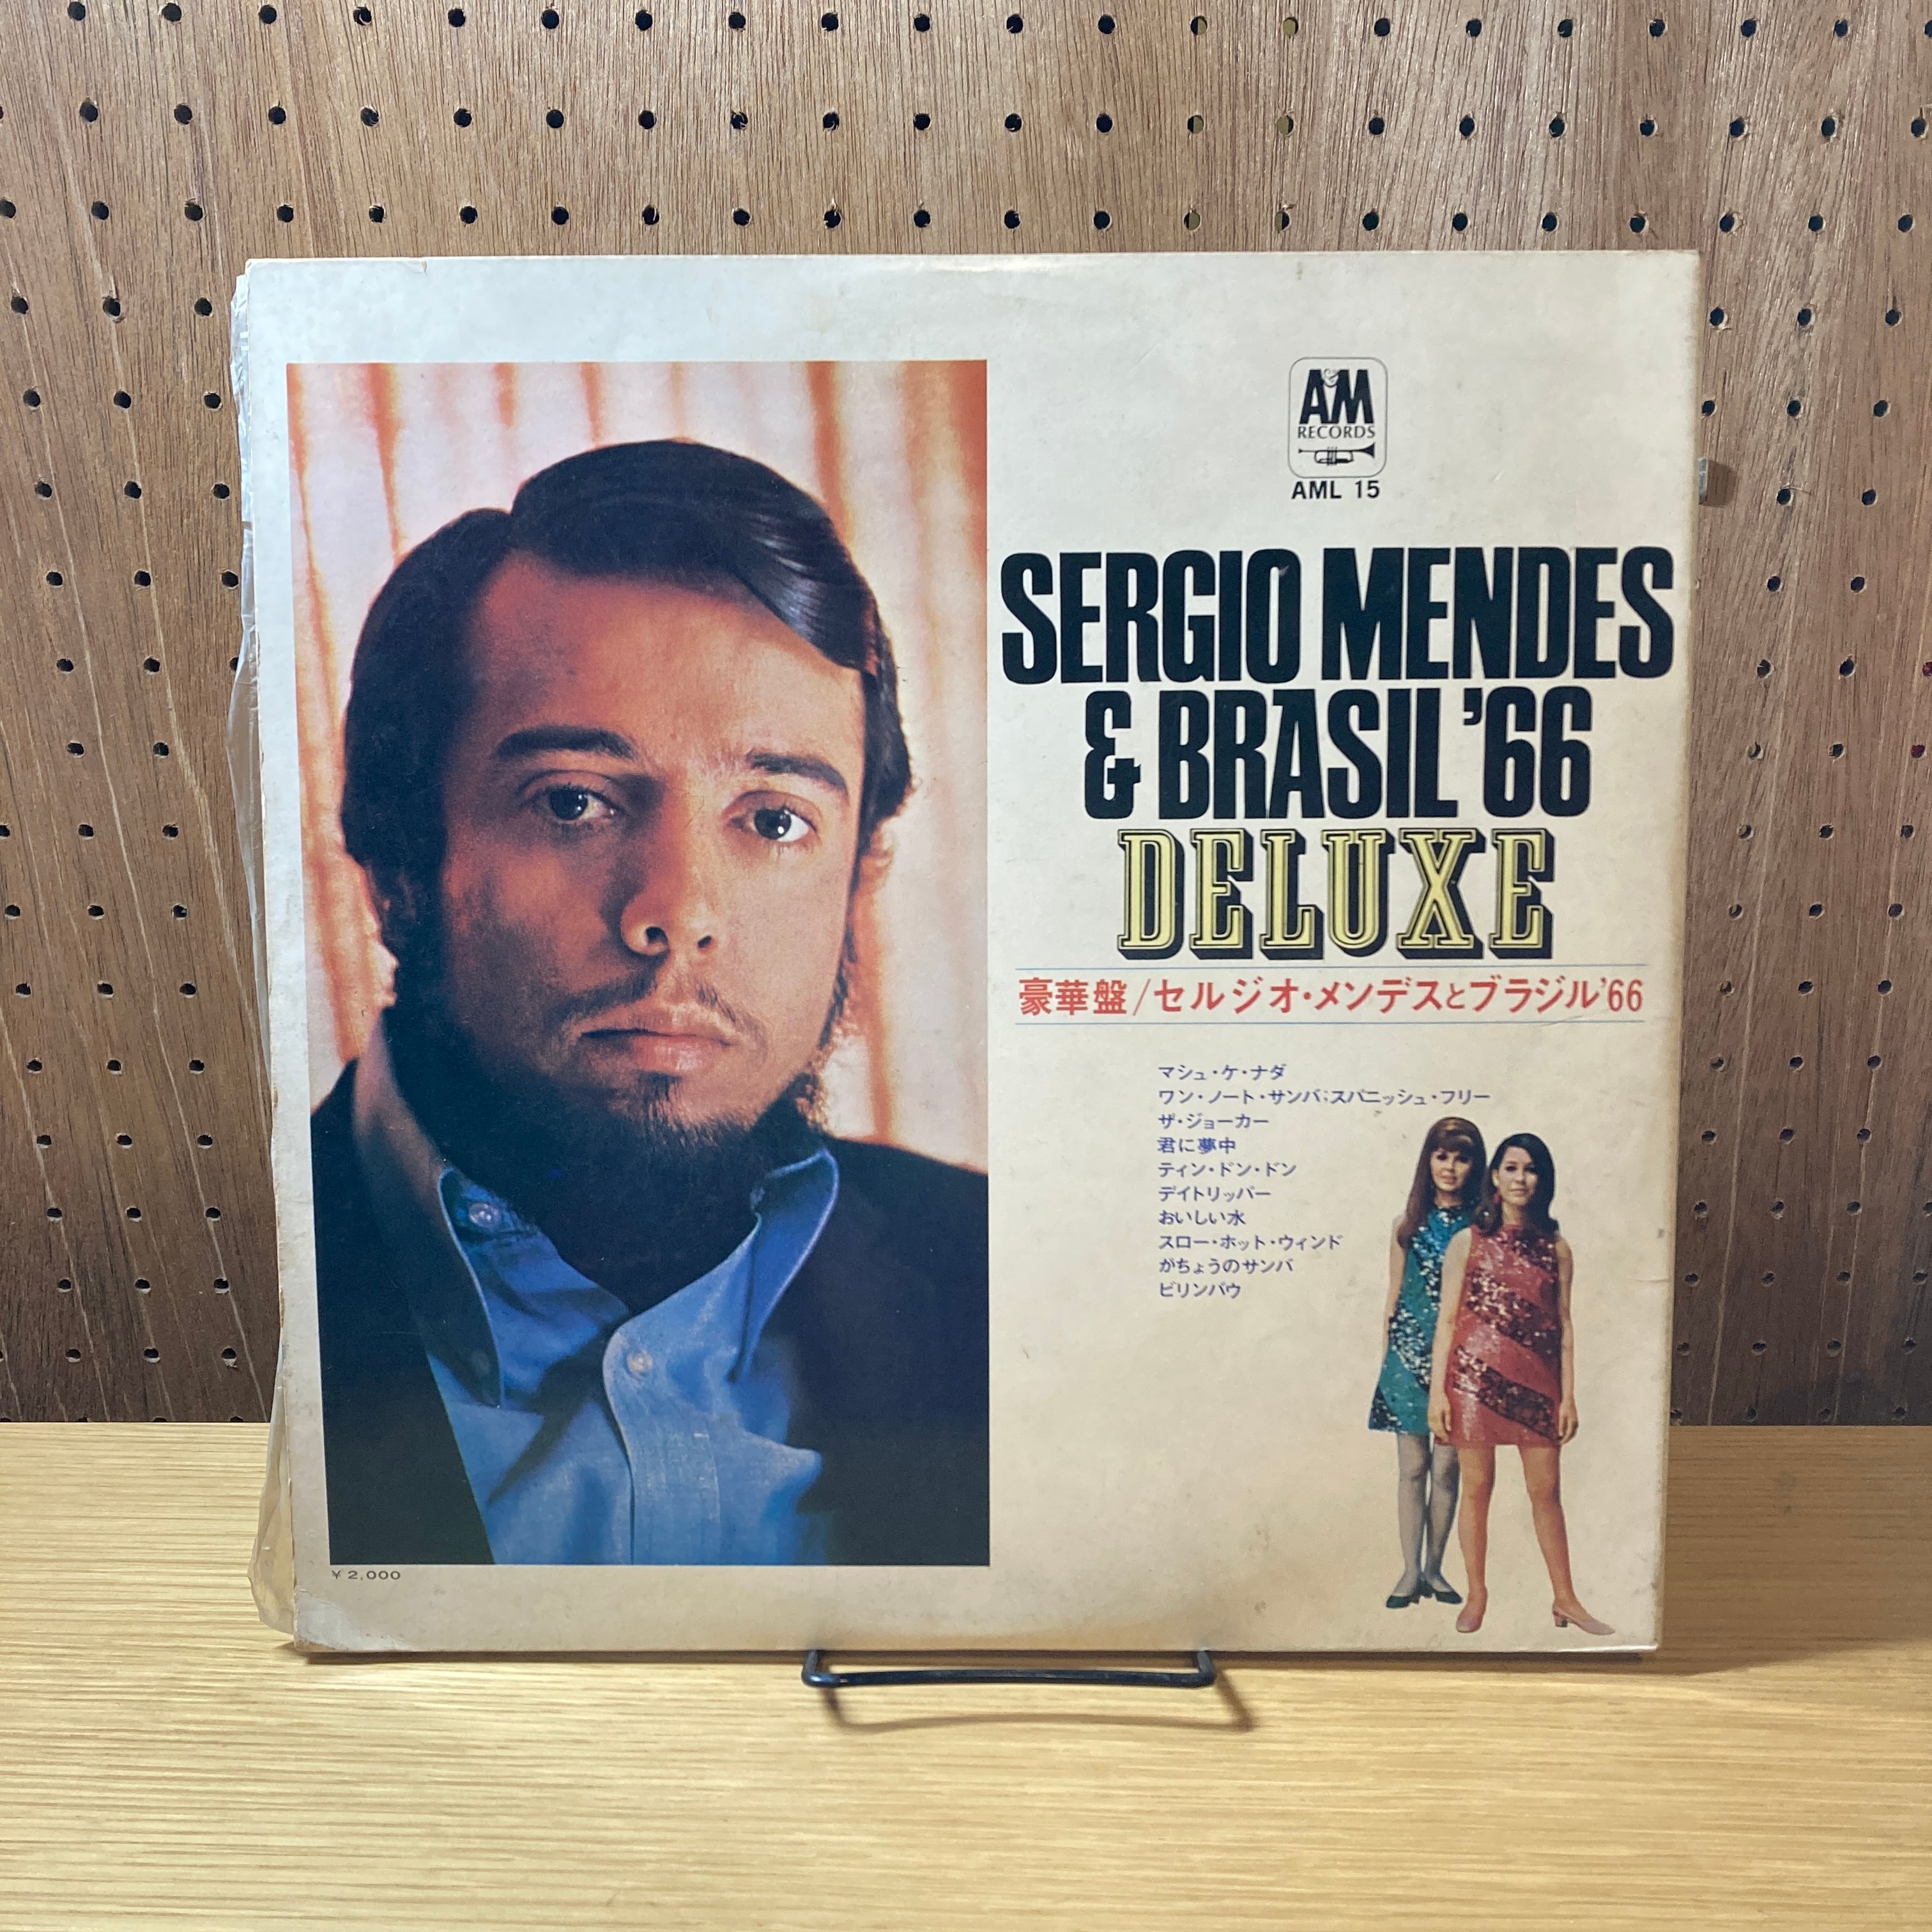 A&M
RECORDS
AML 15
SERGIO MENDES
& BRASIL '66
DELUXE
豪華盤/セルジオ・メンデスとブラジル'66
マシュ・ケ・ナダ
ワン・ノート・サンバ;スパニッシュ・フリー
ザ・ジョーカー
君に夢中
ティン・ドン・ドン
デイトリッパー
おいしい水
スロー・ホット・ウィンド
がちょうのサンバ
ビリンバウ
¥2,000